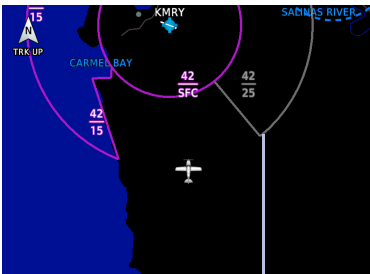 15
KMRY
SALINAS RIVER
N
TRK UP
CARMEL BAY
42
SFC
42
25
42
15